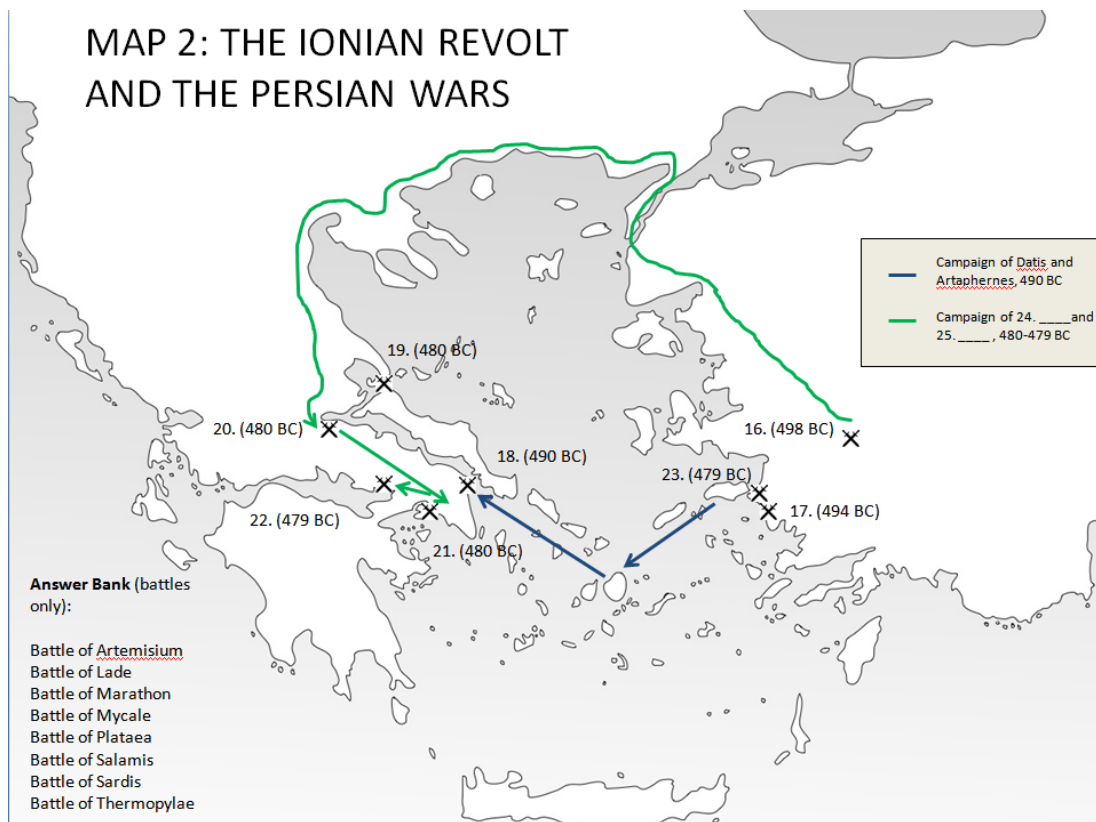 MAP 2: THE IONIAN REVOLT
AND THE PERSIAN WARS
Campaign of Datis and
Artaphernes, 490 BC
Campaign of 24. ____and
25. ____ , 480-479 BC
19. (480 BC)
20. (480 BC)
16. (498 BC)
18. (490 BC)
23. (479 BC)
17. (494 BC)
22. (479 BC)
21. (480 BC)
Answer Bank (battles
only):
Battle of Artemisium
Battle of Lade
Battle of Marathon
Battle of Mycale
Battle of Plataea
Battle of Salamis
Battle of Sardis
Battle of Thermopylae